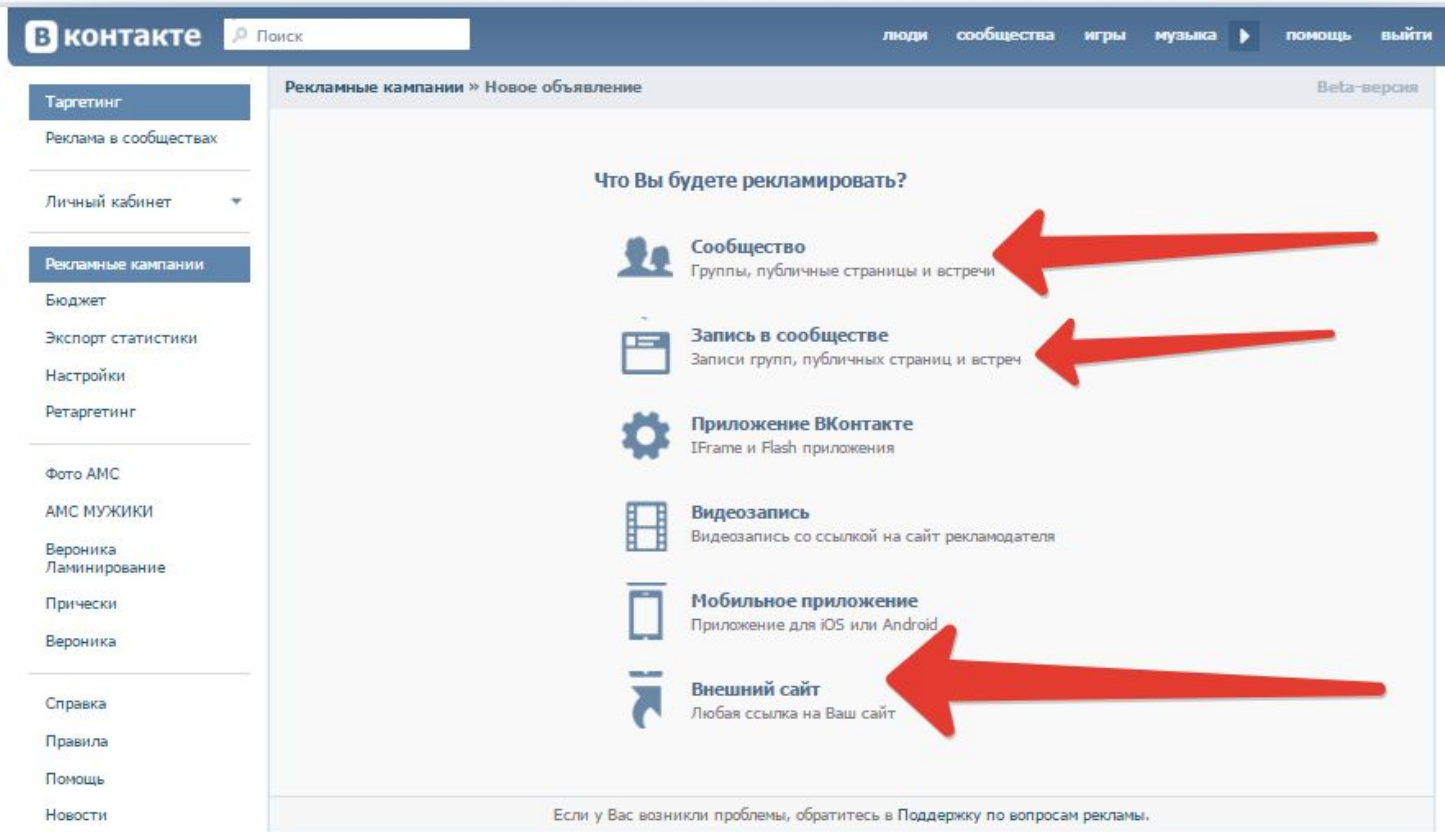 В контакте
Поиск
люди сообщества игры музыка помощь выйти
Таргетинг
Реклама в сообществах
Личный кабинет
Рекламные кампании
Бюджет
Экспорт статистики
Настройки
Ретаргетинг
Фото АМС
АМС МУЖИКИ
Вероника
Ламинирование
Прически
Вероника
Справка
Правила
Помощь
Новости
Рекламные кампании » Новое объявление
Beta-версия
Что Вы будете рекламировать?
Сообщество
Группы, публичные страницы и встречи
Запись в сообществе
Записи групп, публичных страниц и встреч
Приложение ВКонтакте
IFrame и Flash приложения
Видеозапись
Видеозапись со ссылкой на сайт рекламодателя
Мобильное приложение
Приложение для iOS или Android
Внешний сайт
Любая ссылка на Ваш сайт
Если у Вас возникли проблемы, обратитесь в Поддержку по вопросам рекламы.